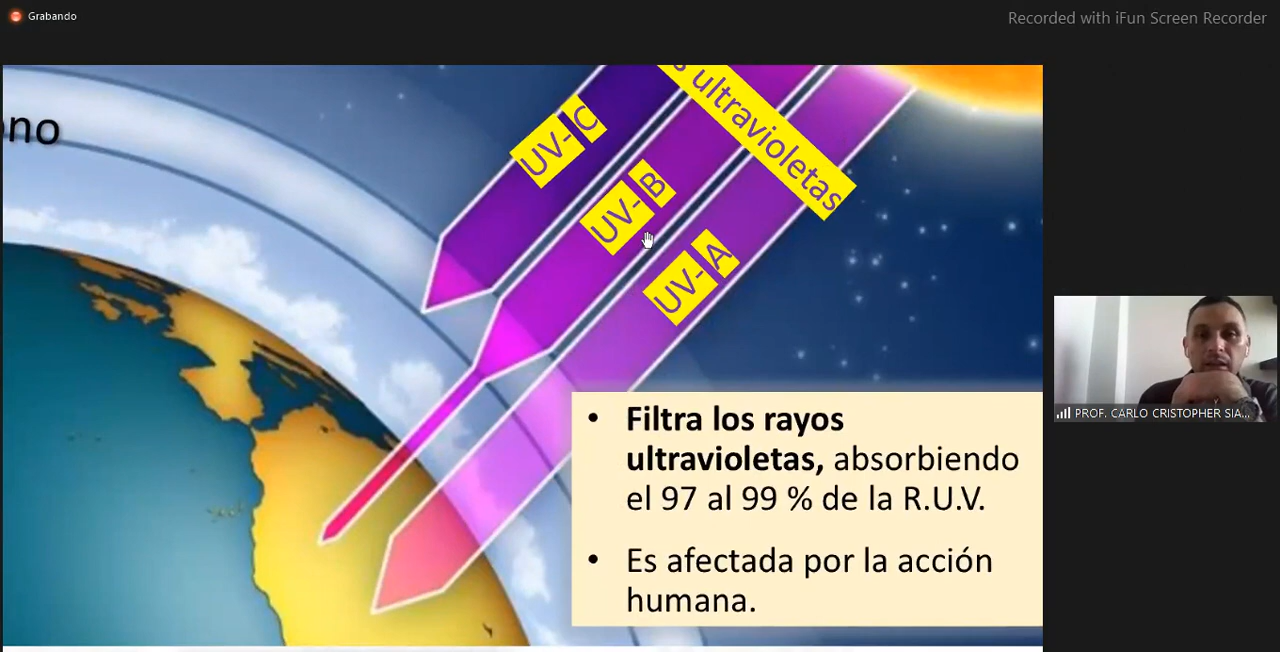 Grabando
Recorded with iFun Screen Recorder
ono
s ultravioletas
UV-C
UV-B
UV-A
• Filtra los rayos
ultravioletas, absorbiendo
el 97 al 99 % de la R.U.V.
• Es afectada por la acción
humana.
PROF. CARLO CRISTOPHER SIA...